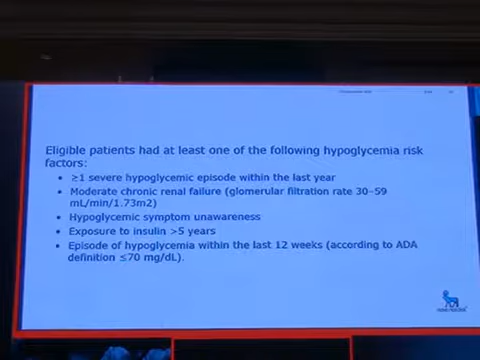 Eligible patients had at least one of the following hypoglycemia risk
factors:
• ≥1 severe hypoglycemic episode within the last year
• Moderate chronic renal failure (glomerular filtration rate 30–59
mL/min/1.73m2)
• Hypoglycemic symptom unawareness
• Exposure to insulin >5 years
• Episode of hypoglycemia within the last 12 weeks (according to ADA
definition ≤70 mg/dL).